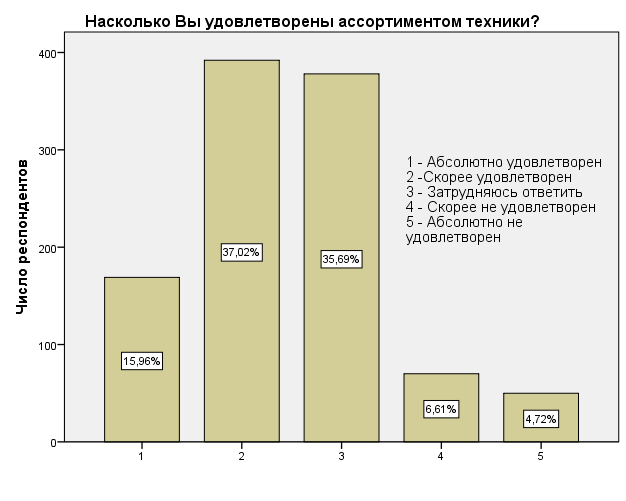 Насколько Вы удовлетворены ассортиментом техники?
Число респондентов
400
300
200
100
0
1 - Абсолютно удовлетворен
2 -Скорее удовлетворен
3 - Затрудняюсь ответить
4 - Скорее не удовлетворен
5 - Абсолютно не
удовлетворен
15,96%
37,02%
35,69%
6,61%
4,72%
1
2
3
4
5